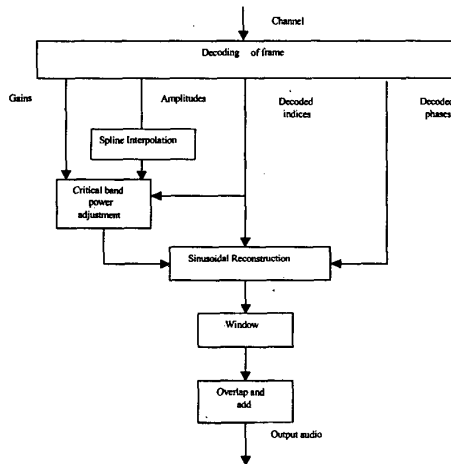 Channel
Decoding of frame
Gains
Amplitudes
Decoded
indices
Decoded
phases
Spline Interpolation
Critical band
power
adjustment
Sinusoidal Reconstruction
Window
Overlap and
add
Output audio